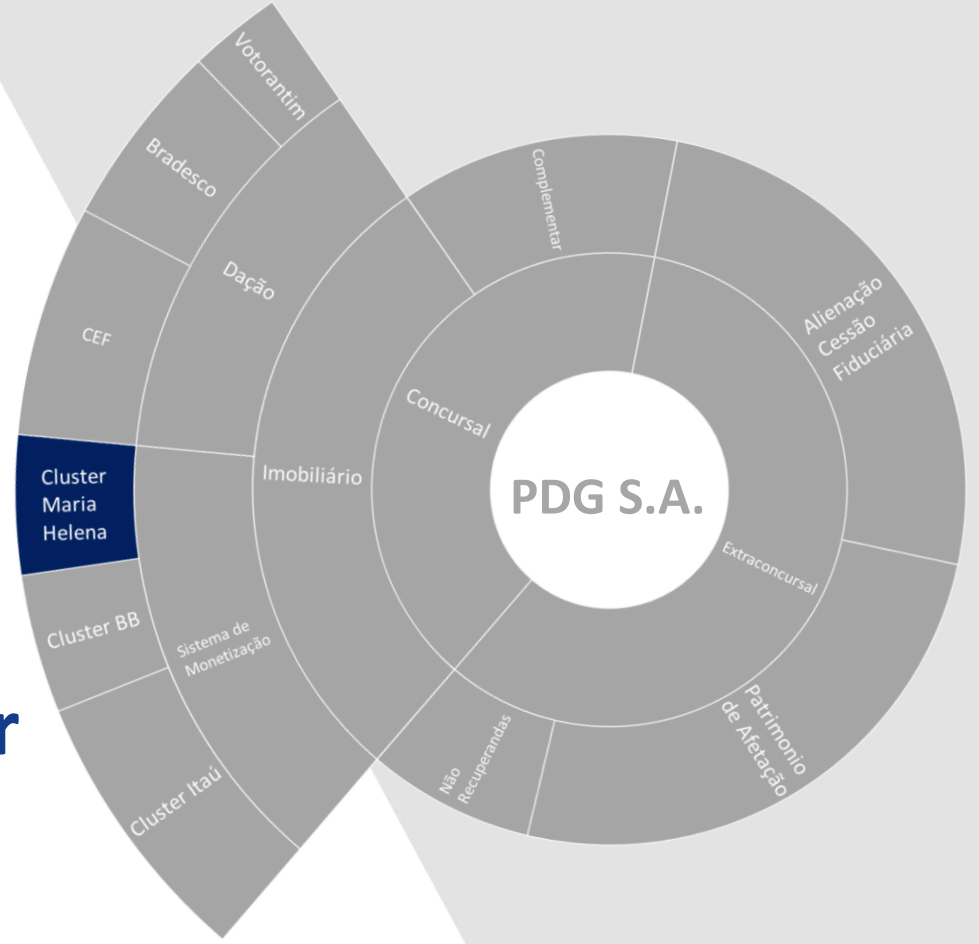 Votorantim
Bradesco
Complementar
Dação
Alienação
Cessão
Fiduciária
CEF
Concursal
Imobiliário
Cluster
Maria
Helena
PDG S.A.
Extraconcursal
Cluster BB
Sistema de
Monetização
r
Cluster Itaú
Não
Recuperandas
Patrimonio
de Afetação